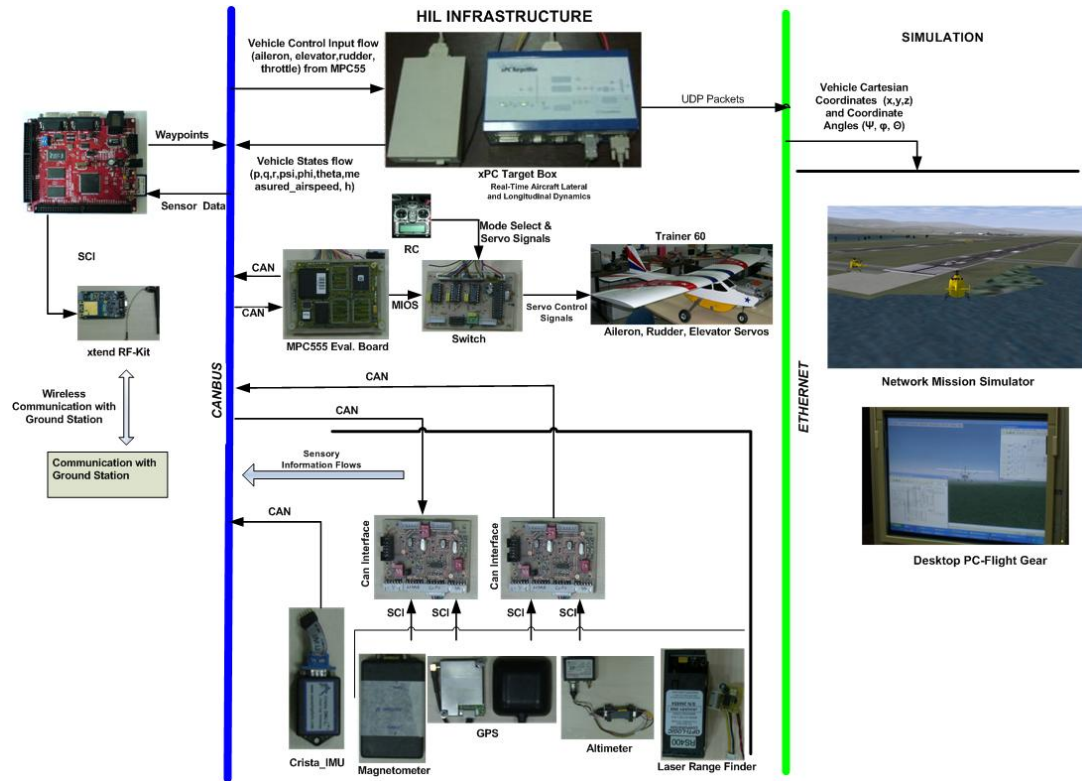 HIL INFRASTRUCTURE
SIMULATION
Vehicle Control Input flow
(aileron, elevator,rudder,
throttle) from MPC55
xPC TargetBox
UDP Packets
Vehicle Cartesian
Coordinates (x,y,z)
and Coordinate
Angles (Ψ, φ, Θ)
Waypoints
Vehicle States flow
(p,q,r,psi,phi,theta,me
asured_airspeed, h)
xPC Target Box
Real-Time Aircraft Lateral
and Longitudinal Dynamics
Sensor Data
SCI
RC
Mode Select &
Servo Signals
Trainer 60
CAN
CAN
MIOS
Servo Control
Signals
MPC555 Eval. Board
Switch
Aileron, Rudder, Elevator Servos
xtend RF-Kit
Network Mission Simulator
Wireless
Communication with
Ground Station
CANBUS
CAN
CAN
ETHERNET
Communication with
Ground Station
Sensory
Information Flows
CAN
Can Interface
Can Interface
Desktop PC-Flight Gear
SCI
SCI
SCI
SCI
RS400
Crista_IMU
Magnetometer
GPS
Altimeter
Laser Range Finder